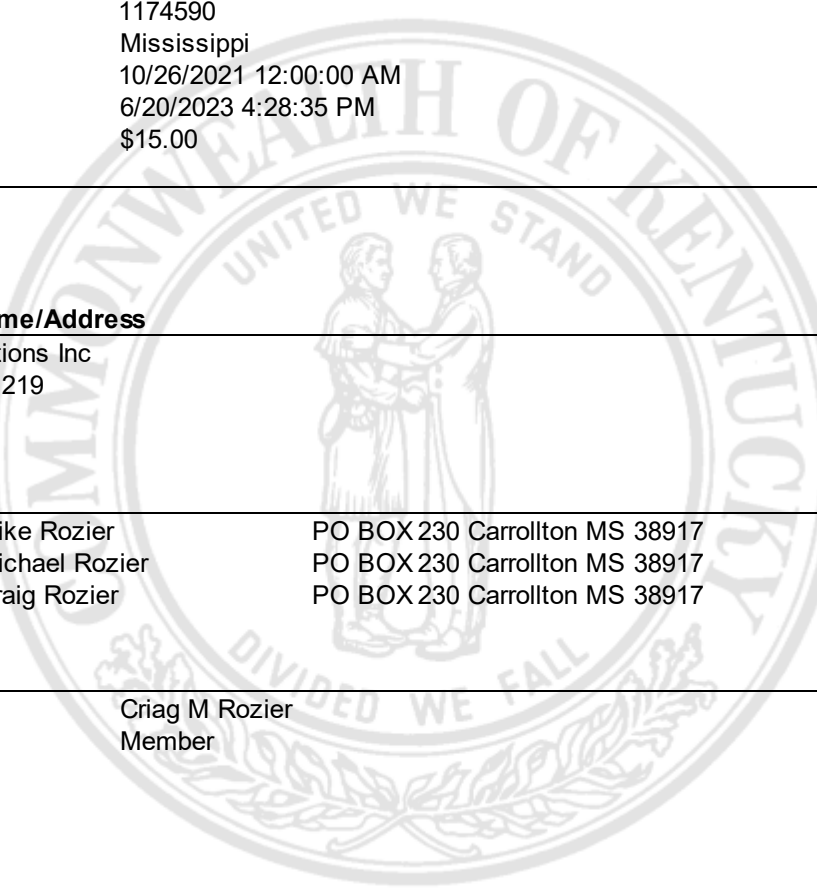 1174590
Mississippi
10/26/2021 12:00:00 AM
6/20/2023 4:28:35 PM
$15.00
COMMONWEALTH OF KENTUCKY
UNITED WE STAND
me/Address
tions Inc
219
ike Rozier PO BOX 230 Carrollton MS 38917
ichael Rozier PO BOX 230 Carrollton MS 38917
raig Rozier PO BOX 230 Carrollton MS 38917
DIVIDED WE FALL
Criag M Rozier
Member